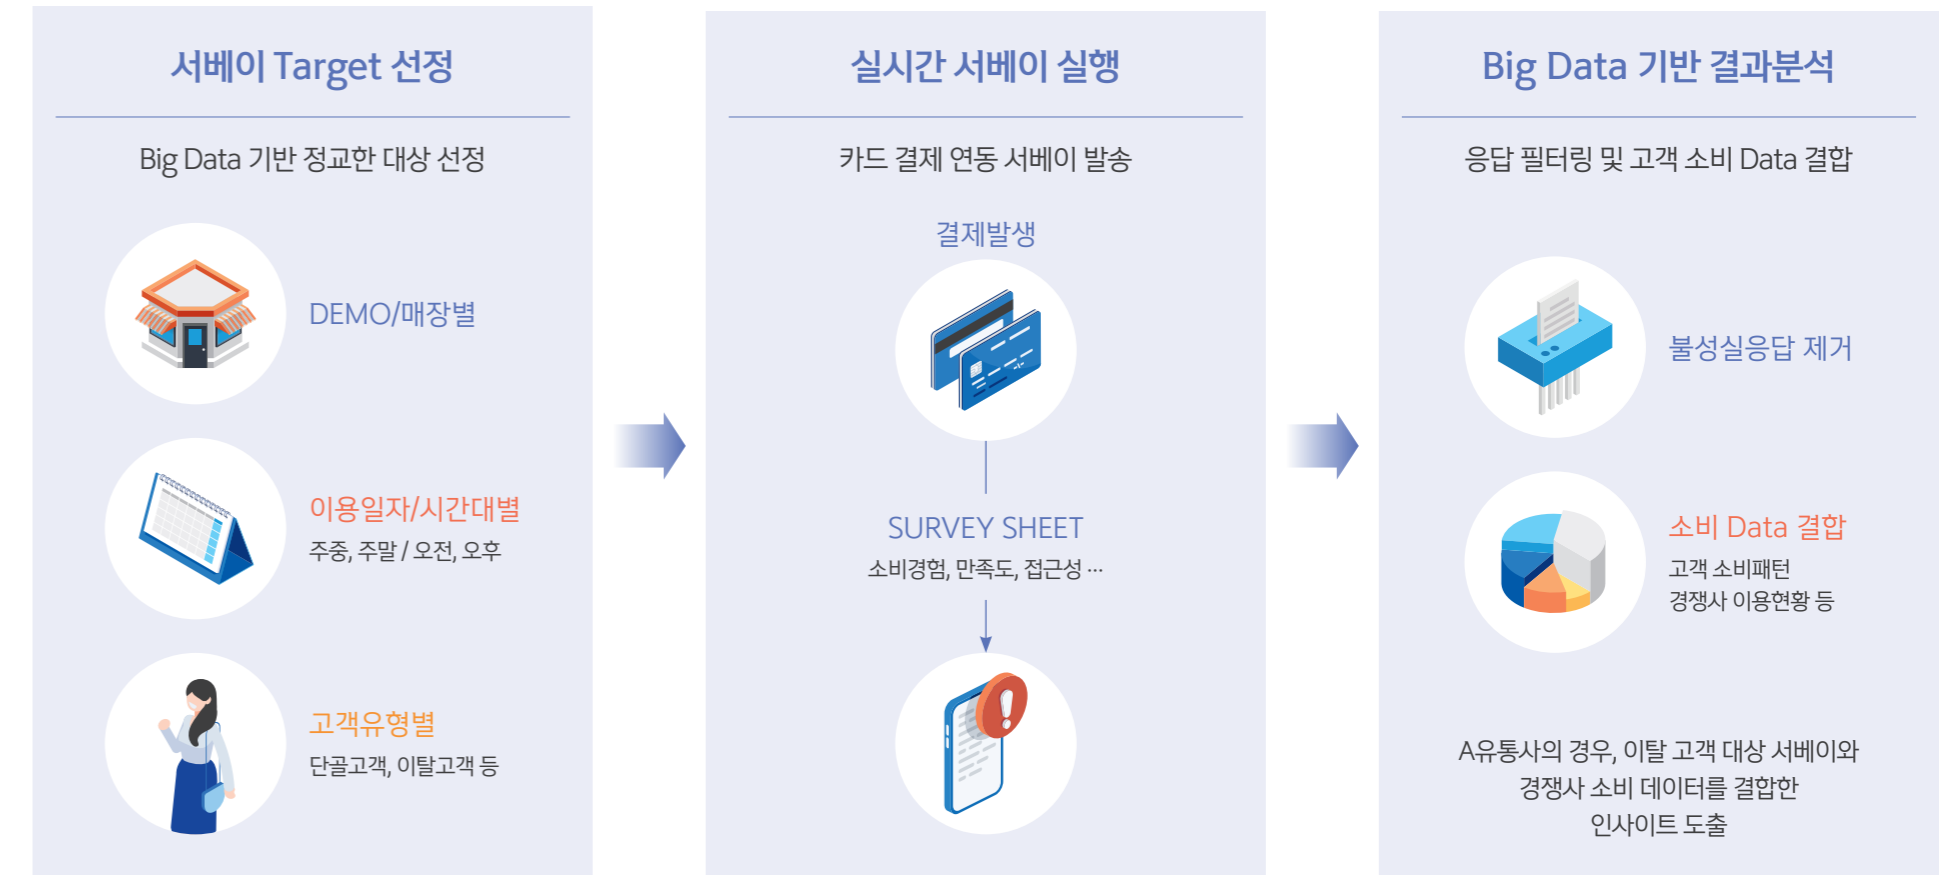 서베이 Target 선정
Big Data 기반 정교한 대상 선정
DEMO/매장별
이용일자/시간대별
주중, 주말 / 오전, 오후
고객유형별
단골고객, 이탈고객 등
실시간 서베이 실행
카드 결제 연동 서베이 발송
결제발생
SURVEY SHEET
소비경험, 만족도, 접근성 ···
Big Data 기반 결과분석
응답 필터링 및 고객 소비 Data 결합
불성실응답 제거
소비 Data 결합
고객 소비패턴
경쟁사 이용현황 등
A유통사의 경우, 이탈 고객 대상 서베이와
경쟁사 소비 데이터를 결합한
인사이트 도출